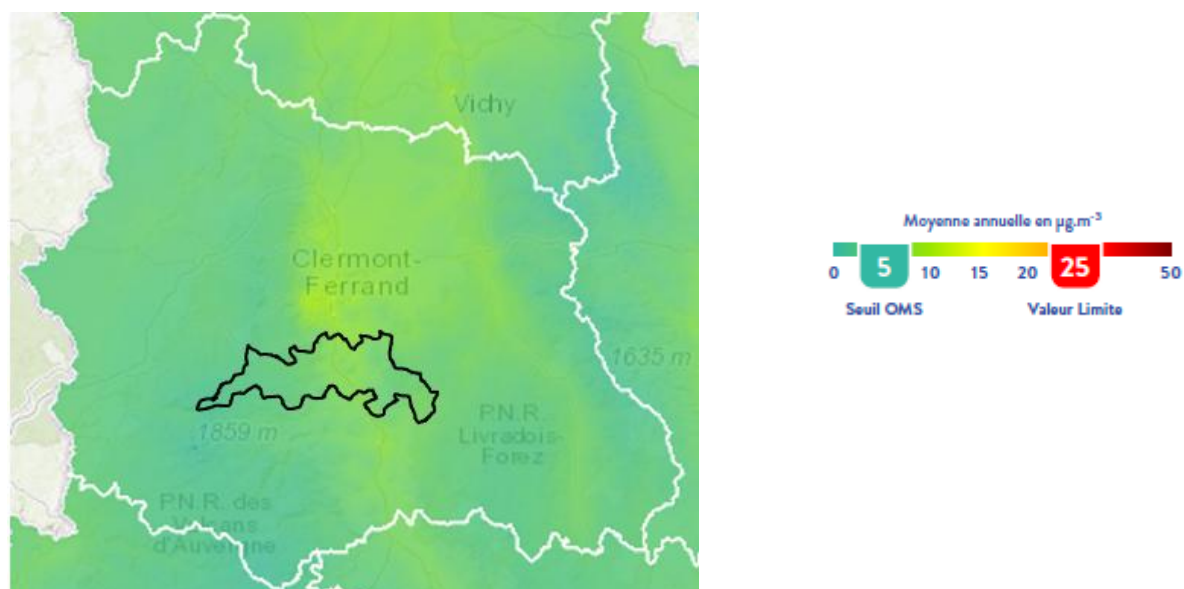 Vichy
Clermont-
Ferrand
1635 m
1859 m
P.N.R.
Livradois-
Forez
P.N.R. des
Volcans
d'Auvergne
Moyenne annuelle en µg.m-3
0 5 10 15 20 25 50
Seuil OMS Valeur Limite